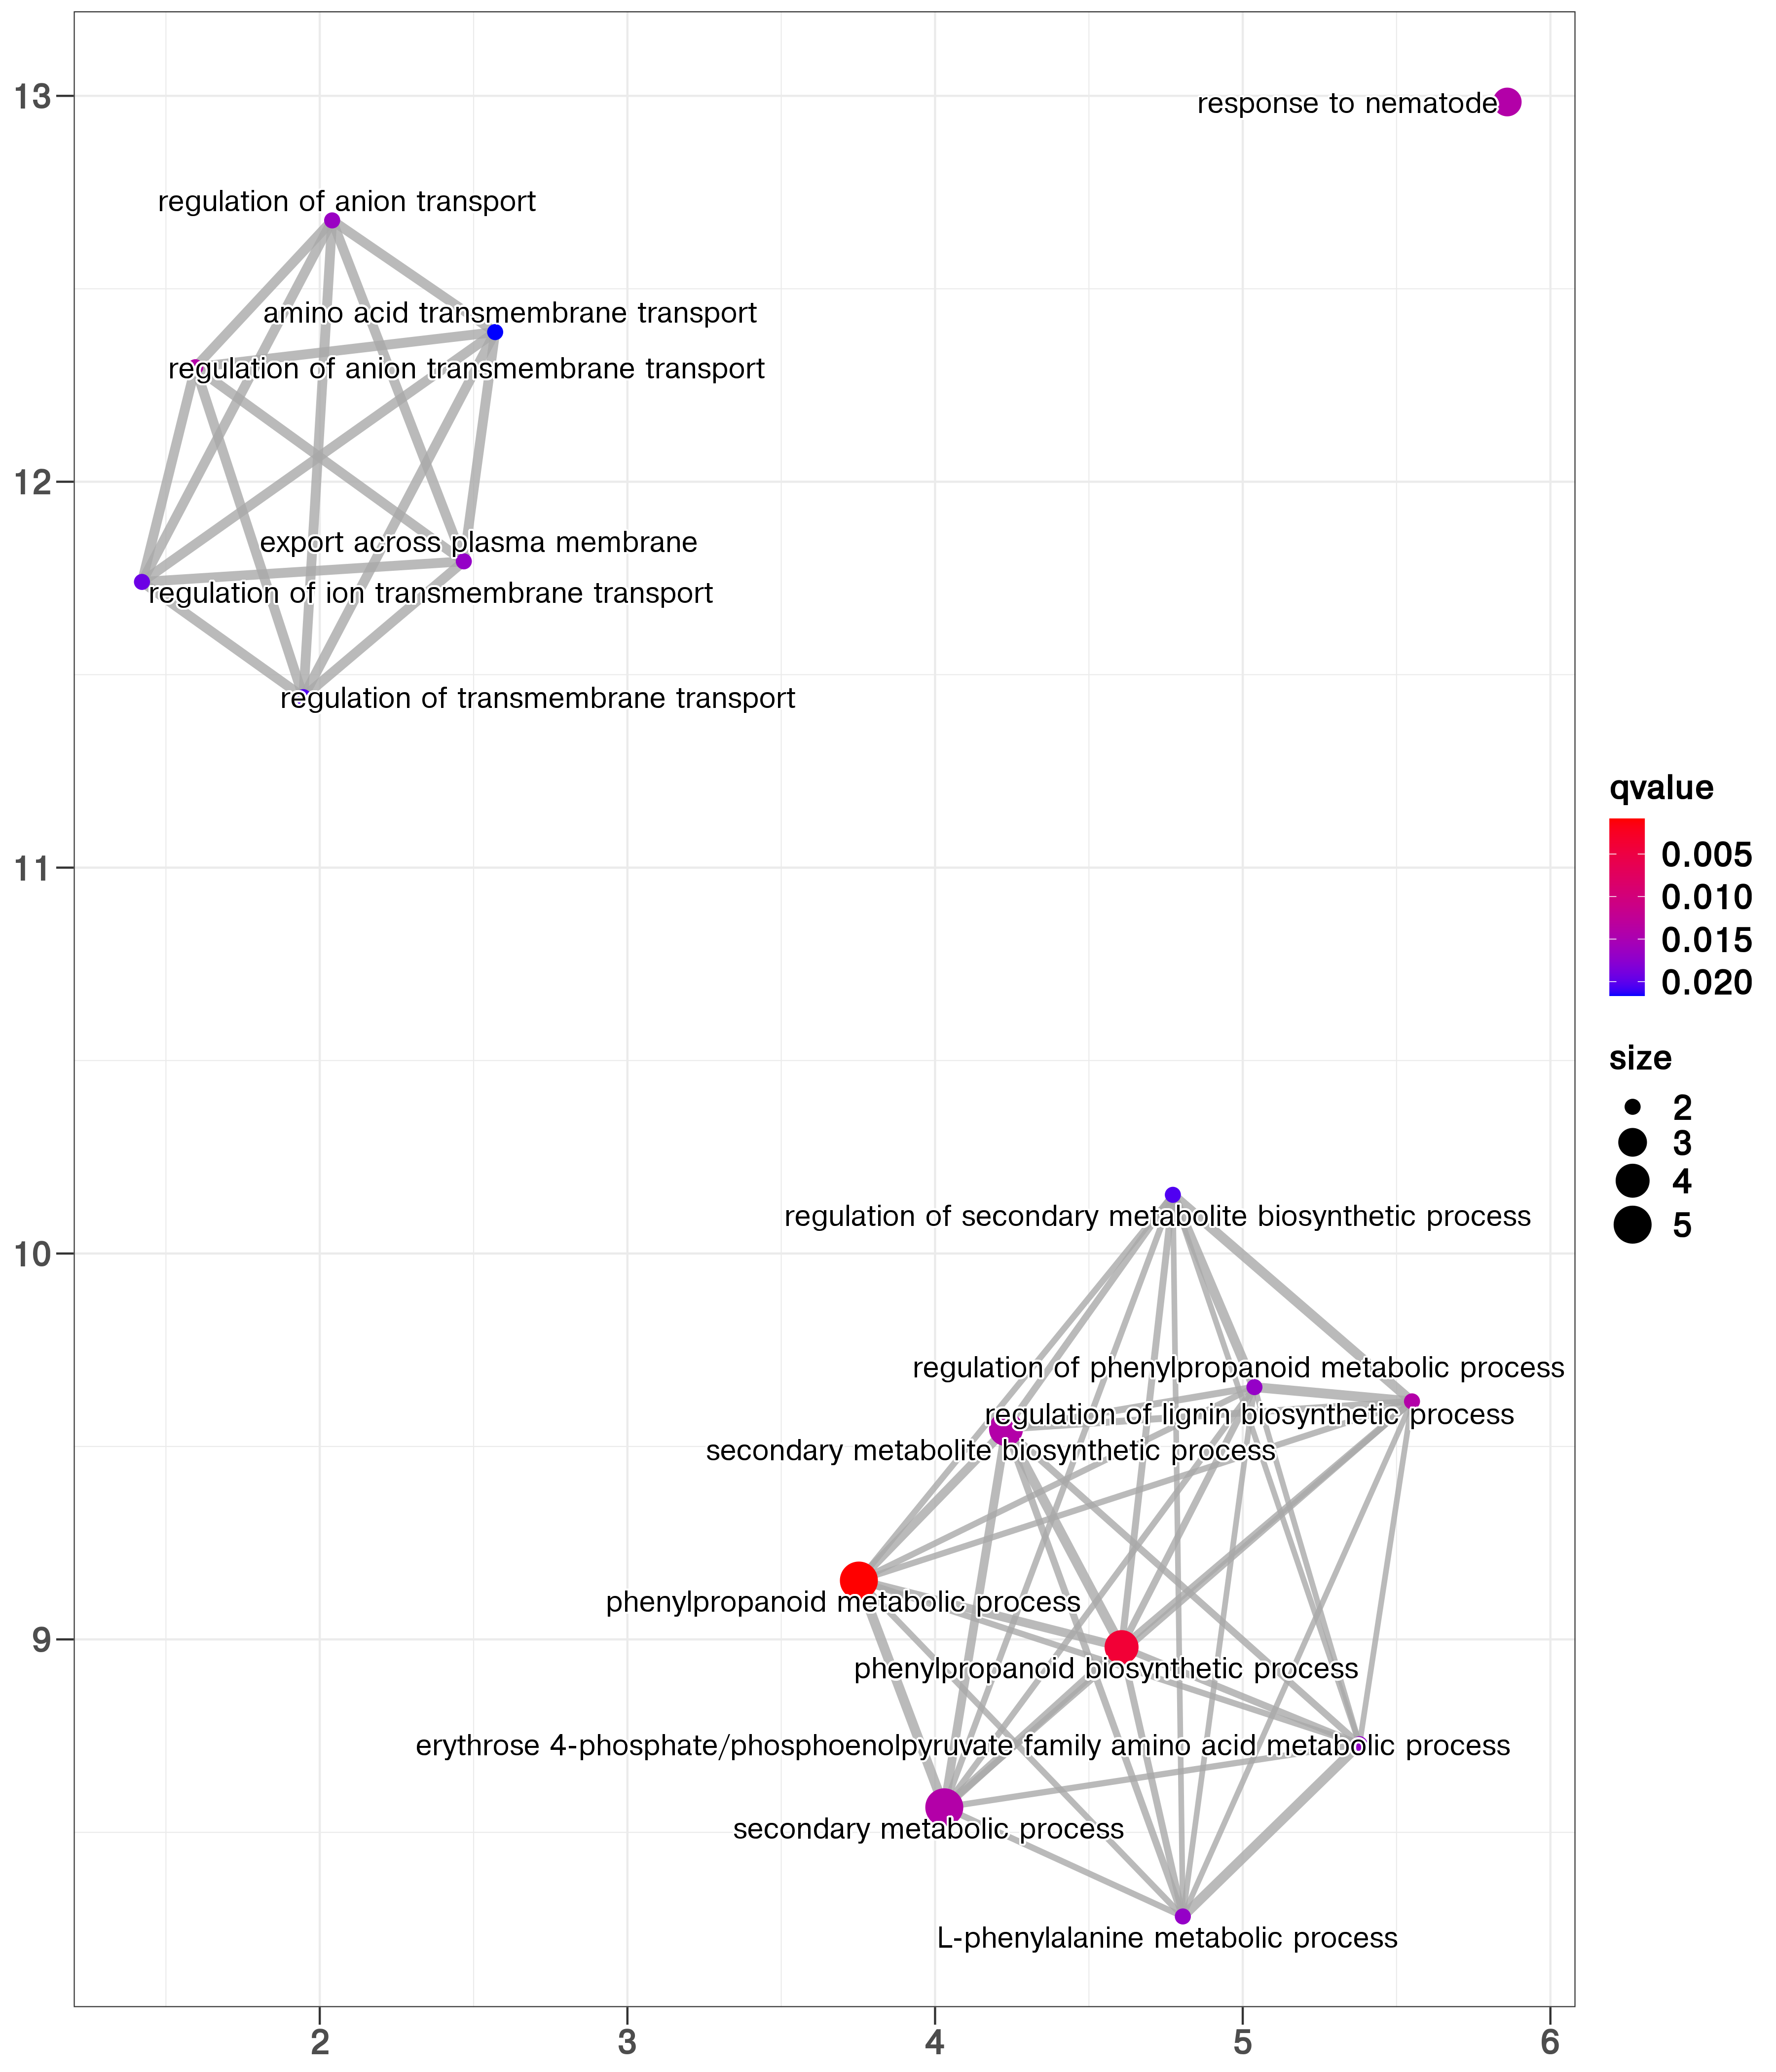 13
response to nematode
regulation of anion transport
amino acid transmembrane transport
regulation of anion transmembrane transport
12
export across plasma membrane
regulation of ion transmembrane transport
regulation of transmembrane transport
11
qvalue
0.005
0.010
0.015
0.020
size
2
3
4
5
regulation of secondary metabolite biosynthetic process
10
regulation of phenylpropanoid metabolic process
regulation of lignin biosynthetic process
secondary metabolite biosynthetic process
phenylpropanoid metabolic process
9
phenylpropanoid biosynthetic process
erythrose 4-phosphate/phosphoenolpyruvate family amino acid metabolic process
secondary metabolic process
L-phenylalanine metabolic process
2 3 4 5 6